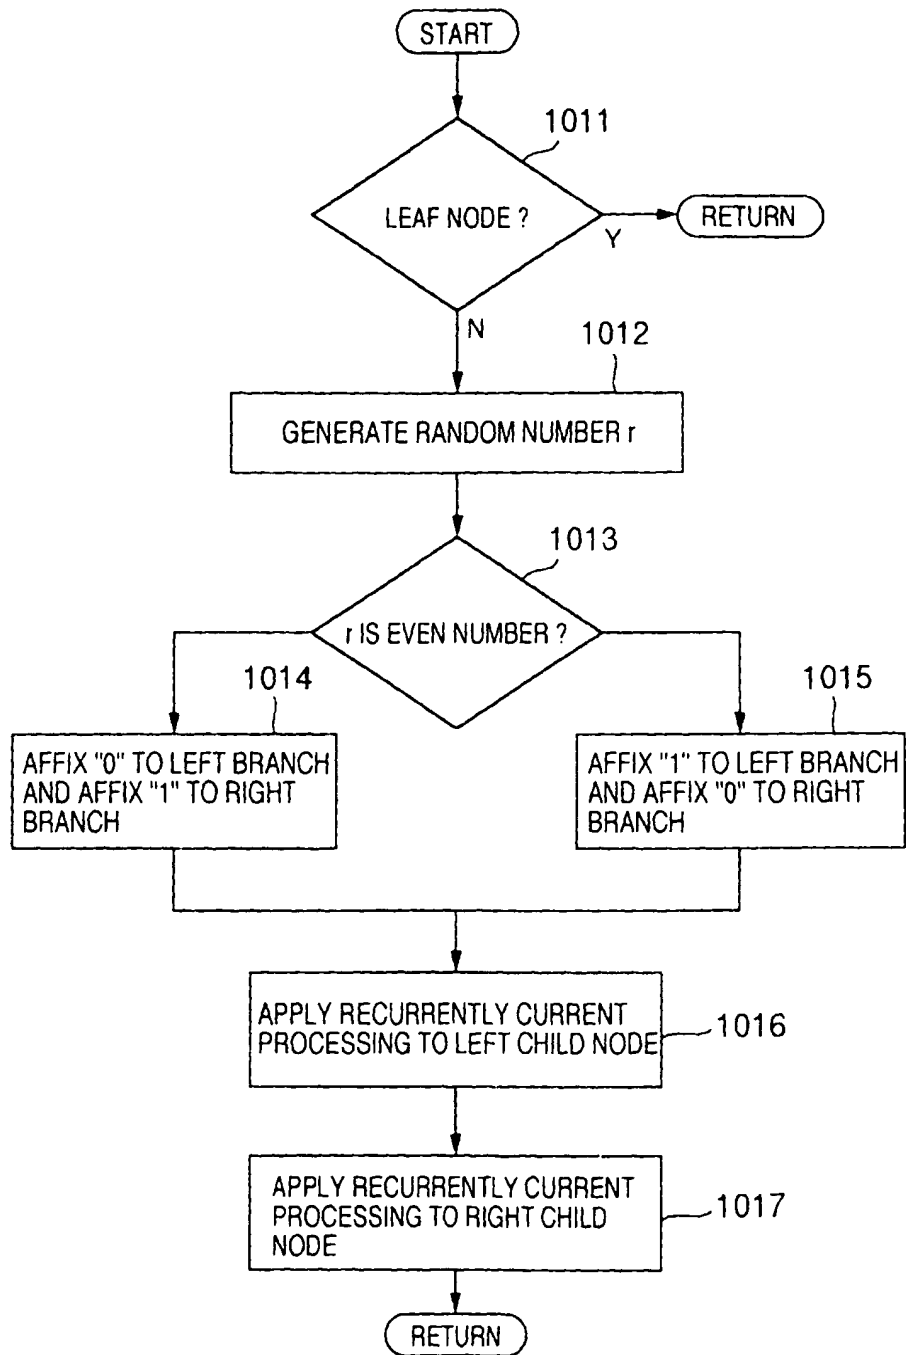 START
1011
LEAF NODE ?
RETURN
Y
N
1012
GENERATE RANDOM NUMBER r
1013
r IS EVEN NUMBER ?
1014
1015
AFFIX "0" TO LEFT BRANCH
AND AFFIX "1" TO RIGHT
BRANCH
AFFIX "1" TO LEFT BRANCH
AND AFFIX "0" TO RIGHT
BRANCH
APPLY RECURRENTLY CURRENT
PROCESSING TO LEFT CHILD NODE
1016
APPLY RECURRENTLY CURRENT
PROCESSING TO RIGHT CHILD
NODE
1017
RETURN